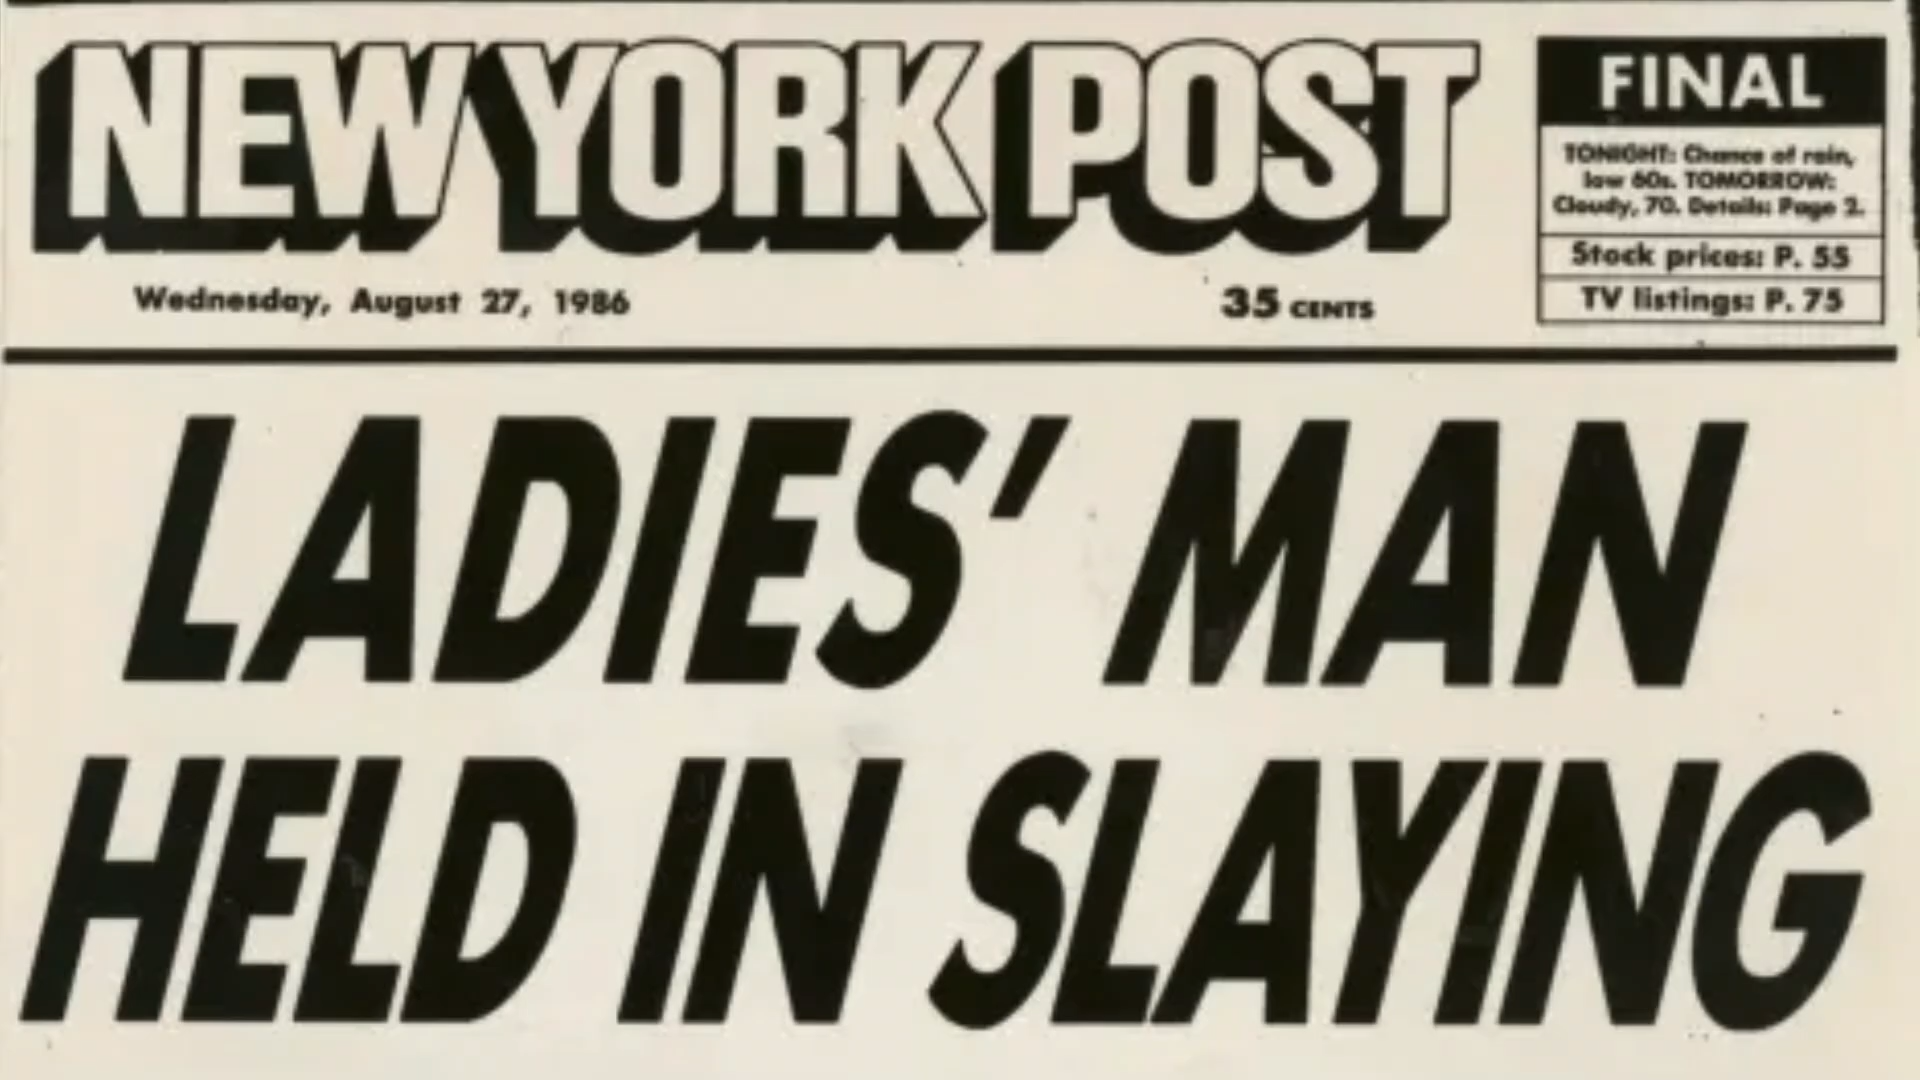 NEW YORK POST
Wednesday, August 27, 1986
35 CENTS
FINAL
TONIGHT: Chance of rain,
low 60s. TOMORROW:
Cloudy, 70. Details: Page 2.
Stock prices: P. 55
TV listings: P. 75
LADIES’ MAN
HELD IN SLAYING